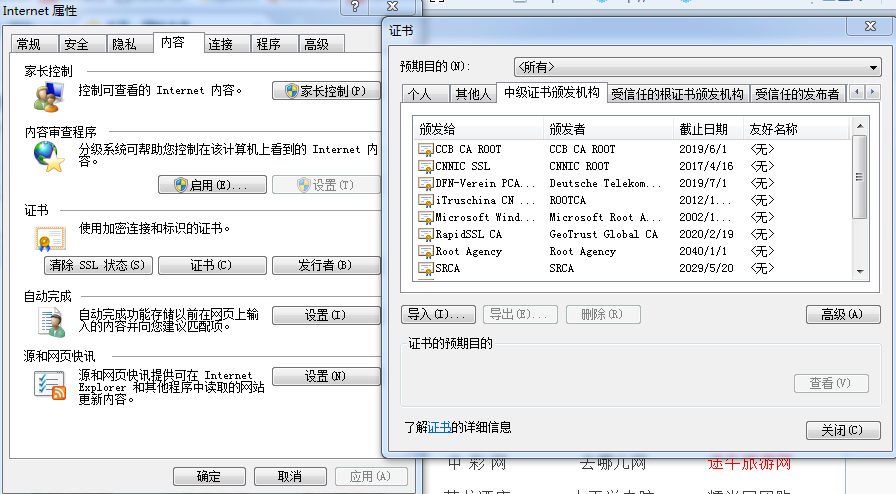 Internet 属性
常规 安全 隐私 内容 连接 程序 高级
家长控制
控制可查看的 Internet 内容。
家长控制(P)
内容审查程序
分级系统可帮助您控制在该计算机上看到的 Internet 内
容。
启用(E)... 设置(T)
证书
使用加密连接和标识的证书。
清除 SSL 状态(S) 证书(C) 发行者(B)
自动完成
自动完成功能存储以前在网页上输
入的内容并向您建议匹配项。
设置(I)
源和网页快讯
源和网页快讯提供可在 Internet
Explorer 和其他程序中读取的网站
更新内容。
设置(N)
确定 取消 应用(A)
证书
预期目的(N): <所有>
个人 其他人 中级证书颁发机构 受信任的根证书颁发机构 受信任的发布者
颁发给 颁发者 截止日期 友好名称
CCB CA ROOT CCB CA ROOT 2019/6/1 <无>
CNNIC SSL CNNIC ROOT 2017/4/16 <无>
DFN-Verein PCA... Deutsche Telekom... 2019/7/1 <无>
iTruschina CN ... ROOTCA 2012/1... <无>
Microsoft Wind... Microsoft Root A... 2002/1... <无>
RapidSSL CA GeoTrust Global CA 2020/2/19 <无>
Root Agency Root Agency 2040/1/1 <无>
SRCA SRCA 2029/5/20 <无>
导入(I)... 导出(E)... 删除(R) 高级(A)
证书的预期目的
查看(V)
了解证书的详细信息
关闭(C)
中彩网 去哪儿网 途牛旅游网